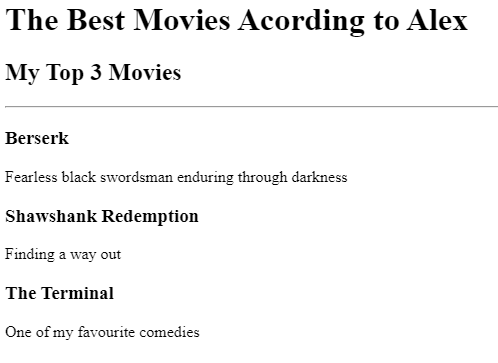 The Best Movies Acording to Alex
My Top 3 Movies
Berserk
Fearless black swordsman enduring through darkness
Shawshank Redemption
Finding a way out
The Terminal
One of my favourite comedies